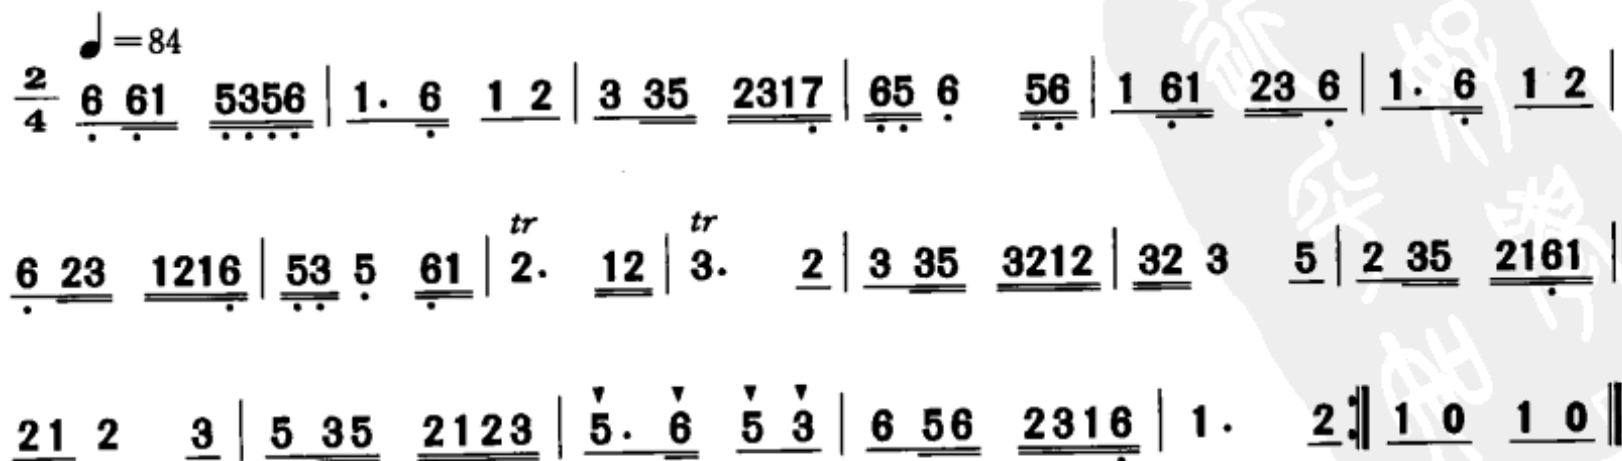 ♩=84
2/4 6 61 5356 | 1. 6 1 2 | 3 35 2317 | 65 6 56 | 1 61 23 6 | 1. 6 1 2 |
tr tr
6 23 1216 | 53 5 61 | 2. 12 | 3. 2 | 3 35 3212 | 32 3 5 | 2 35 2161 |
21 2 3 | 5 35 2123 | 5. 6 5 3 | 6 56 2316 | 1. 2 :‖ 1 0 1 0 ‖